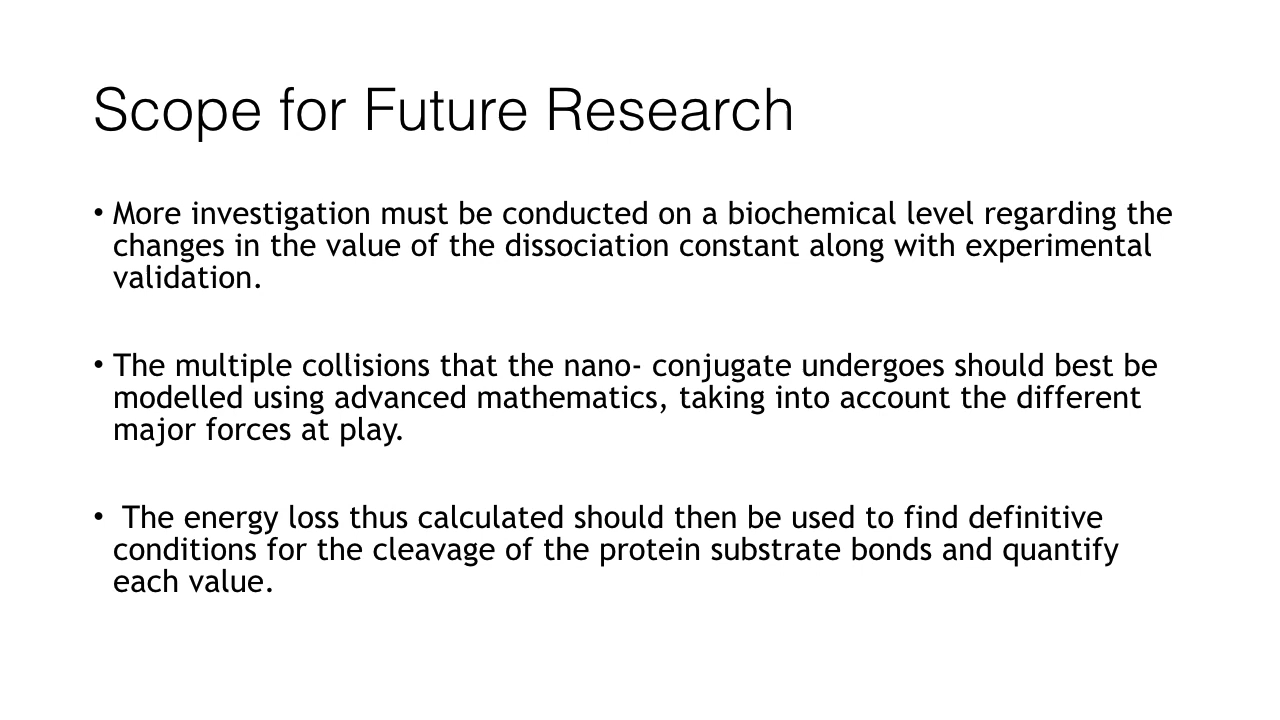 Scope for Future Research
• More investigation must be conducted on a biochemical level regarding the
changes in the value of the dissociation constant along with experimental
validation.
• The multiple collisions that the nano- conjugate undergoes should best be
modelled using advanced mathematics, taking into account the different
major forces at play.
• The energy loss thus calculated should then be used to find definitive
conditions for the cleavage of the protein substrate bonds and quantify
each value.